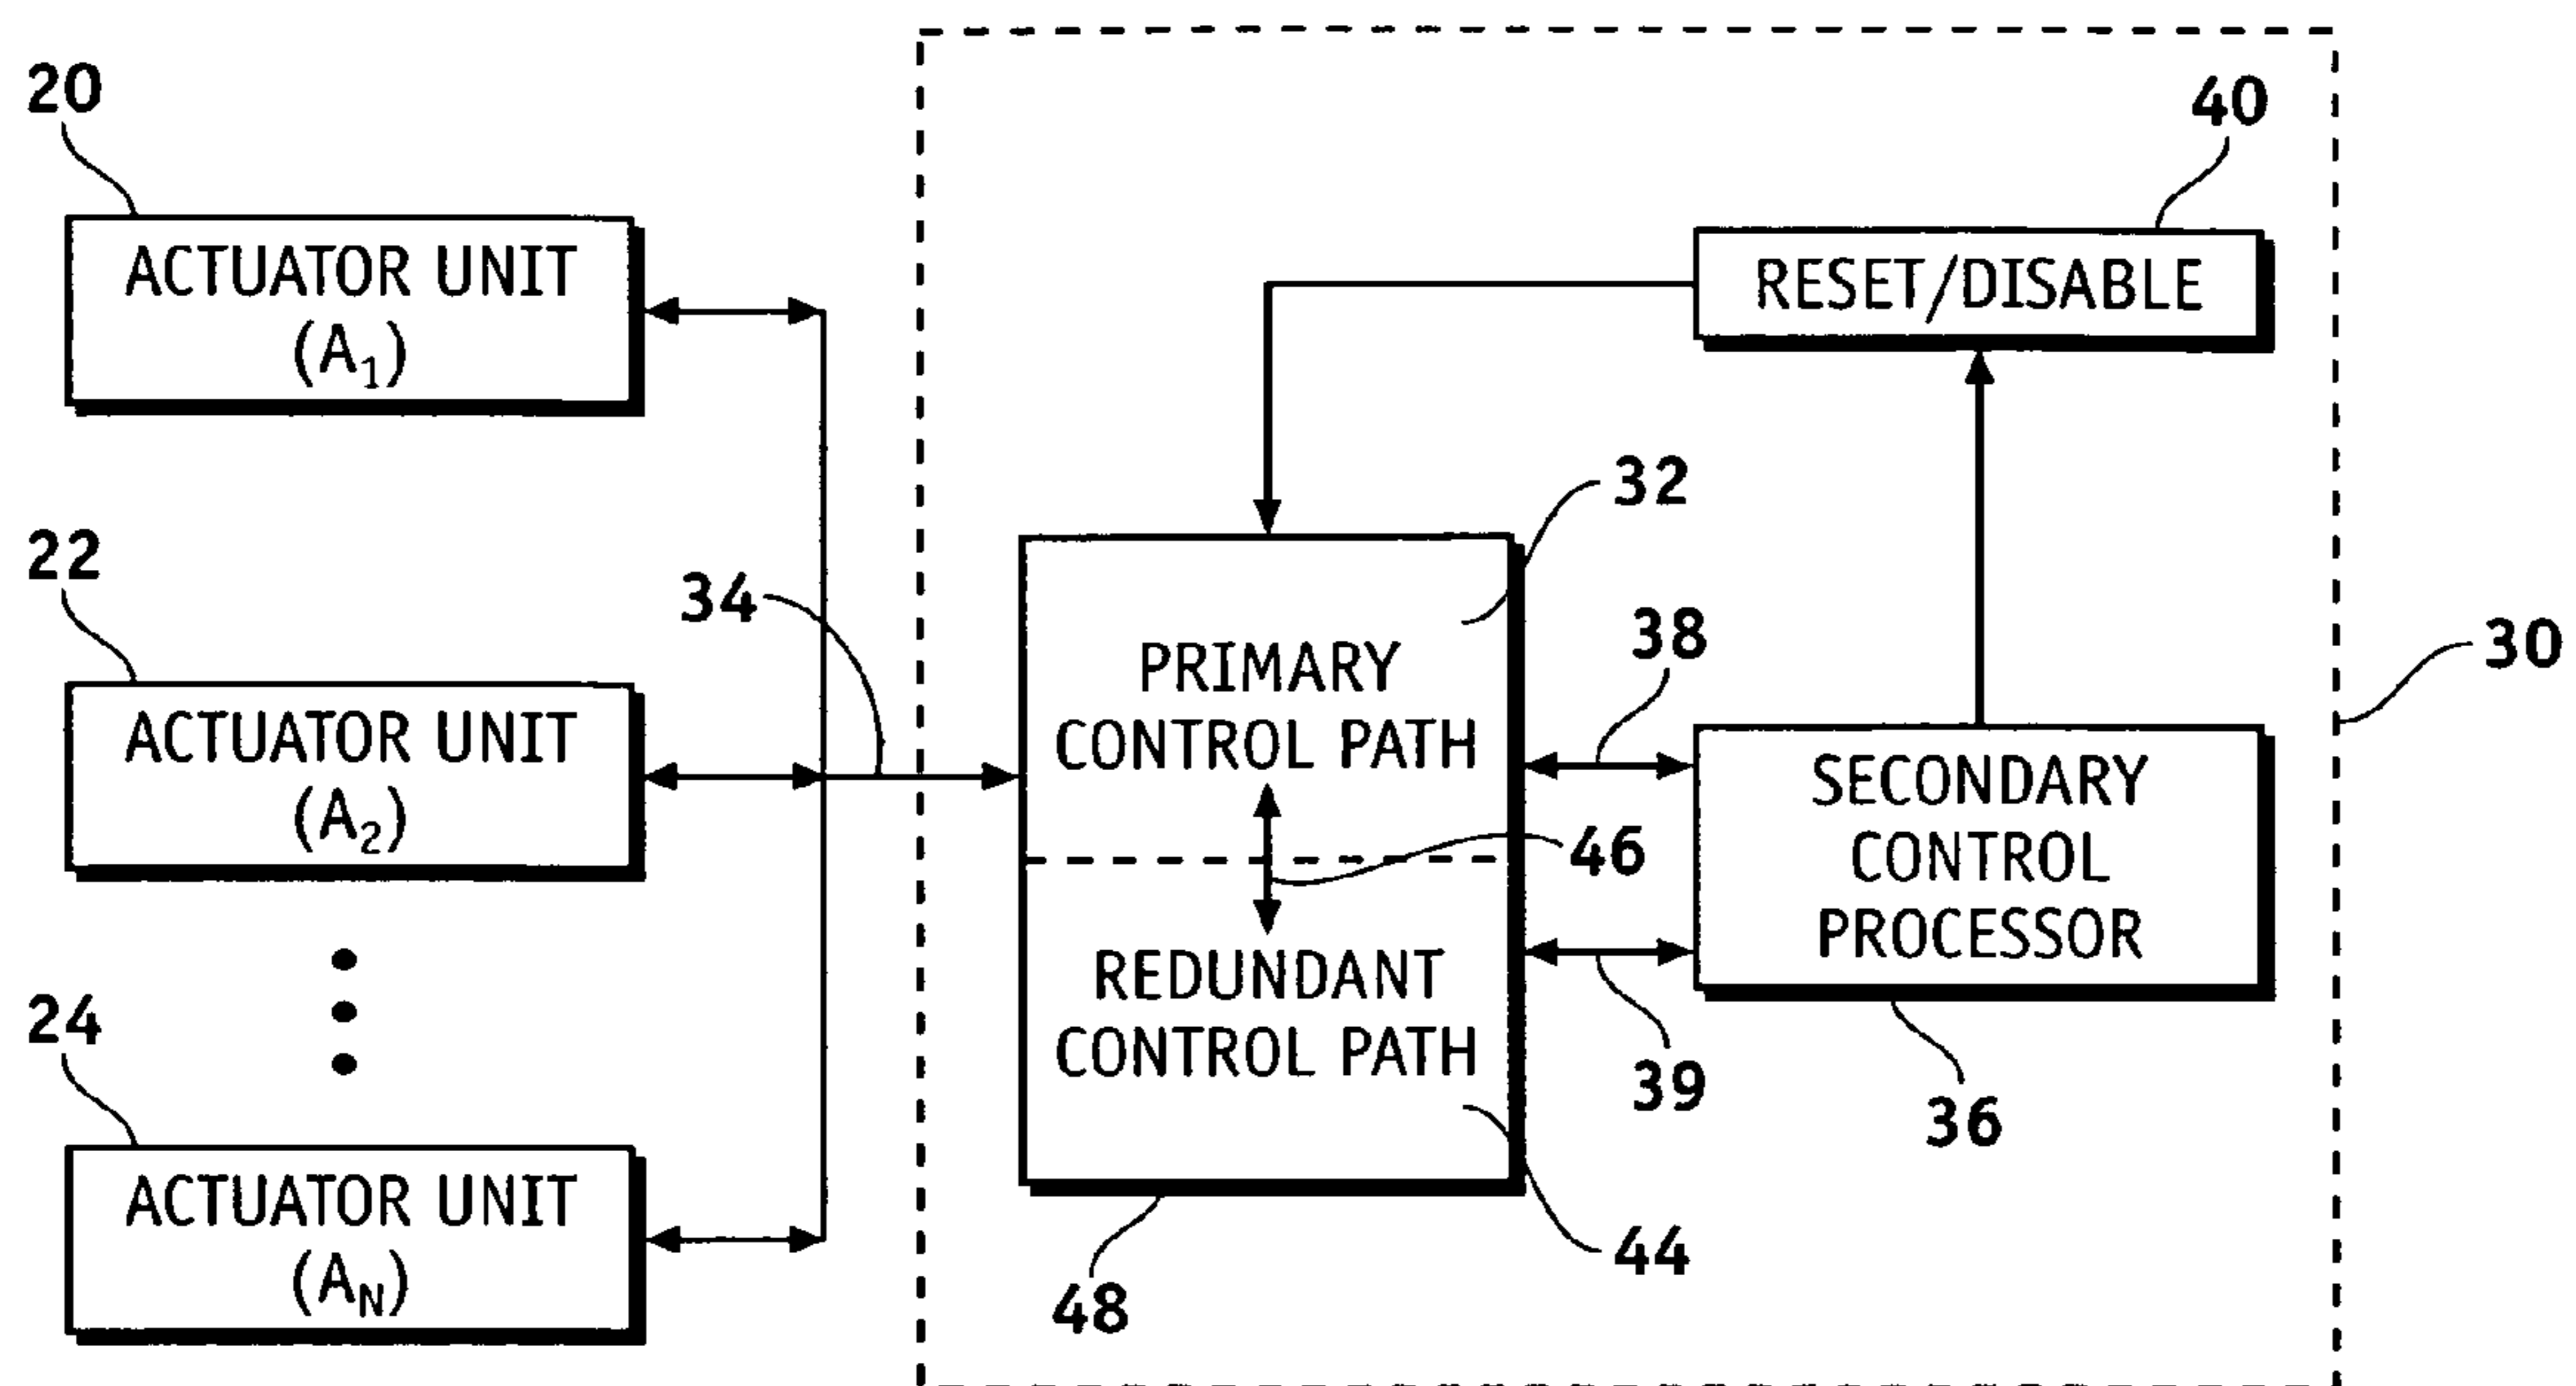 20
ACTUATOR UNIT
(A1)
22
ACTUATOR UNIT
(A2)
24
ACTUATOR UNIT
(AN)
34
40
RESET/DISABLE
32
PRIMARY
CONTROL PATH
46
REDUNDANT
CONTROL PATH
44
48
38
39
SECONDARY
CONTROL
PROCESSOR
36
30